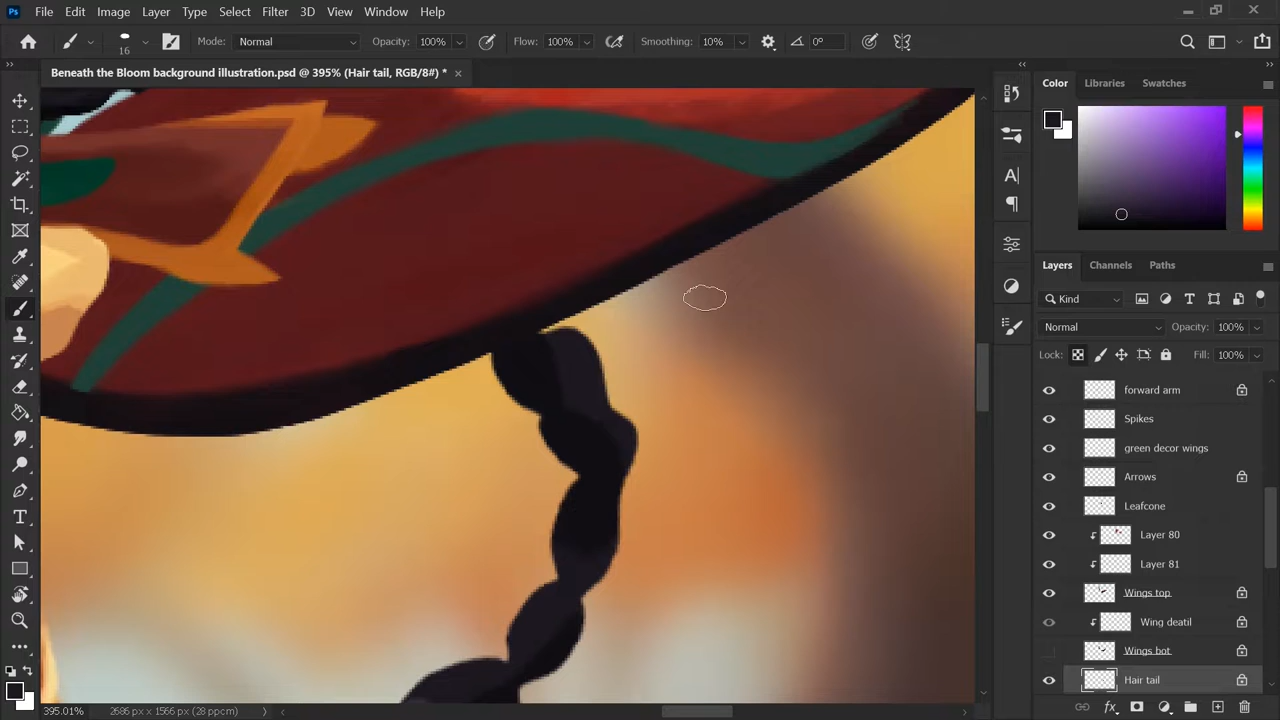 Ps File Edit Image Layer Type Select Filter 3D View Window Help
16 Mode: Normal Opacity: 100% Flow: 100% Smoothing: 10% 0°
Beneath the Bloom background illustration.psd @ 395% (Hair tail, RGB/8#) *
Color Libraries Swatches
Layers Channels Paths
Kind
Normal Opacity: 100%
Lock: Fill: 100%
forward arm
Spikes
green decor wings
Arrows
Leafcone
Layer 80
Layer 81
Wings top
Wing deatil
Wings bot
Hair tail
395.01% 2686 px x 1566 px (28 ppcm)